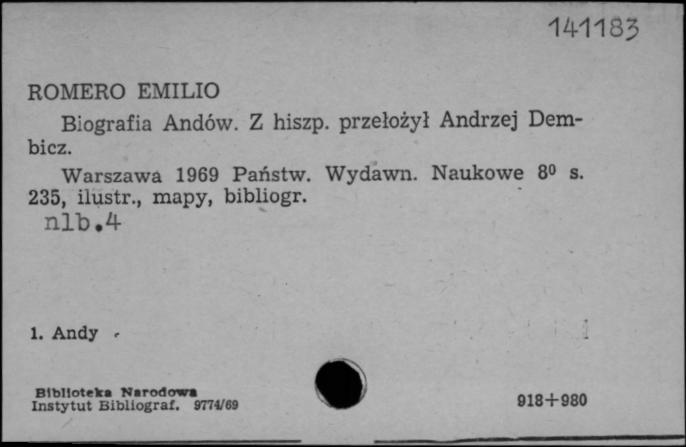 141183
ROMERO EMILIO
Biografia Andów. Z hiszp. przełożył Andrzej Dem-
bicz.
Warszawa 1969 Państw. Wydawn. Naukowe 8⁰ s.
235, ilustr., mapy, bibliogr.
nlb.4
1. Andy
Biblioteka Narodowa
Instytut Bibliograf. 9774/69
918+980